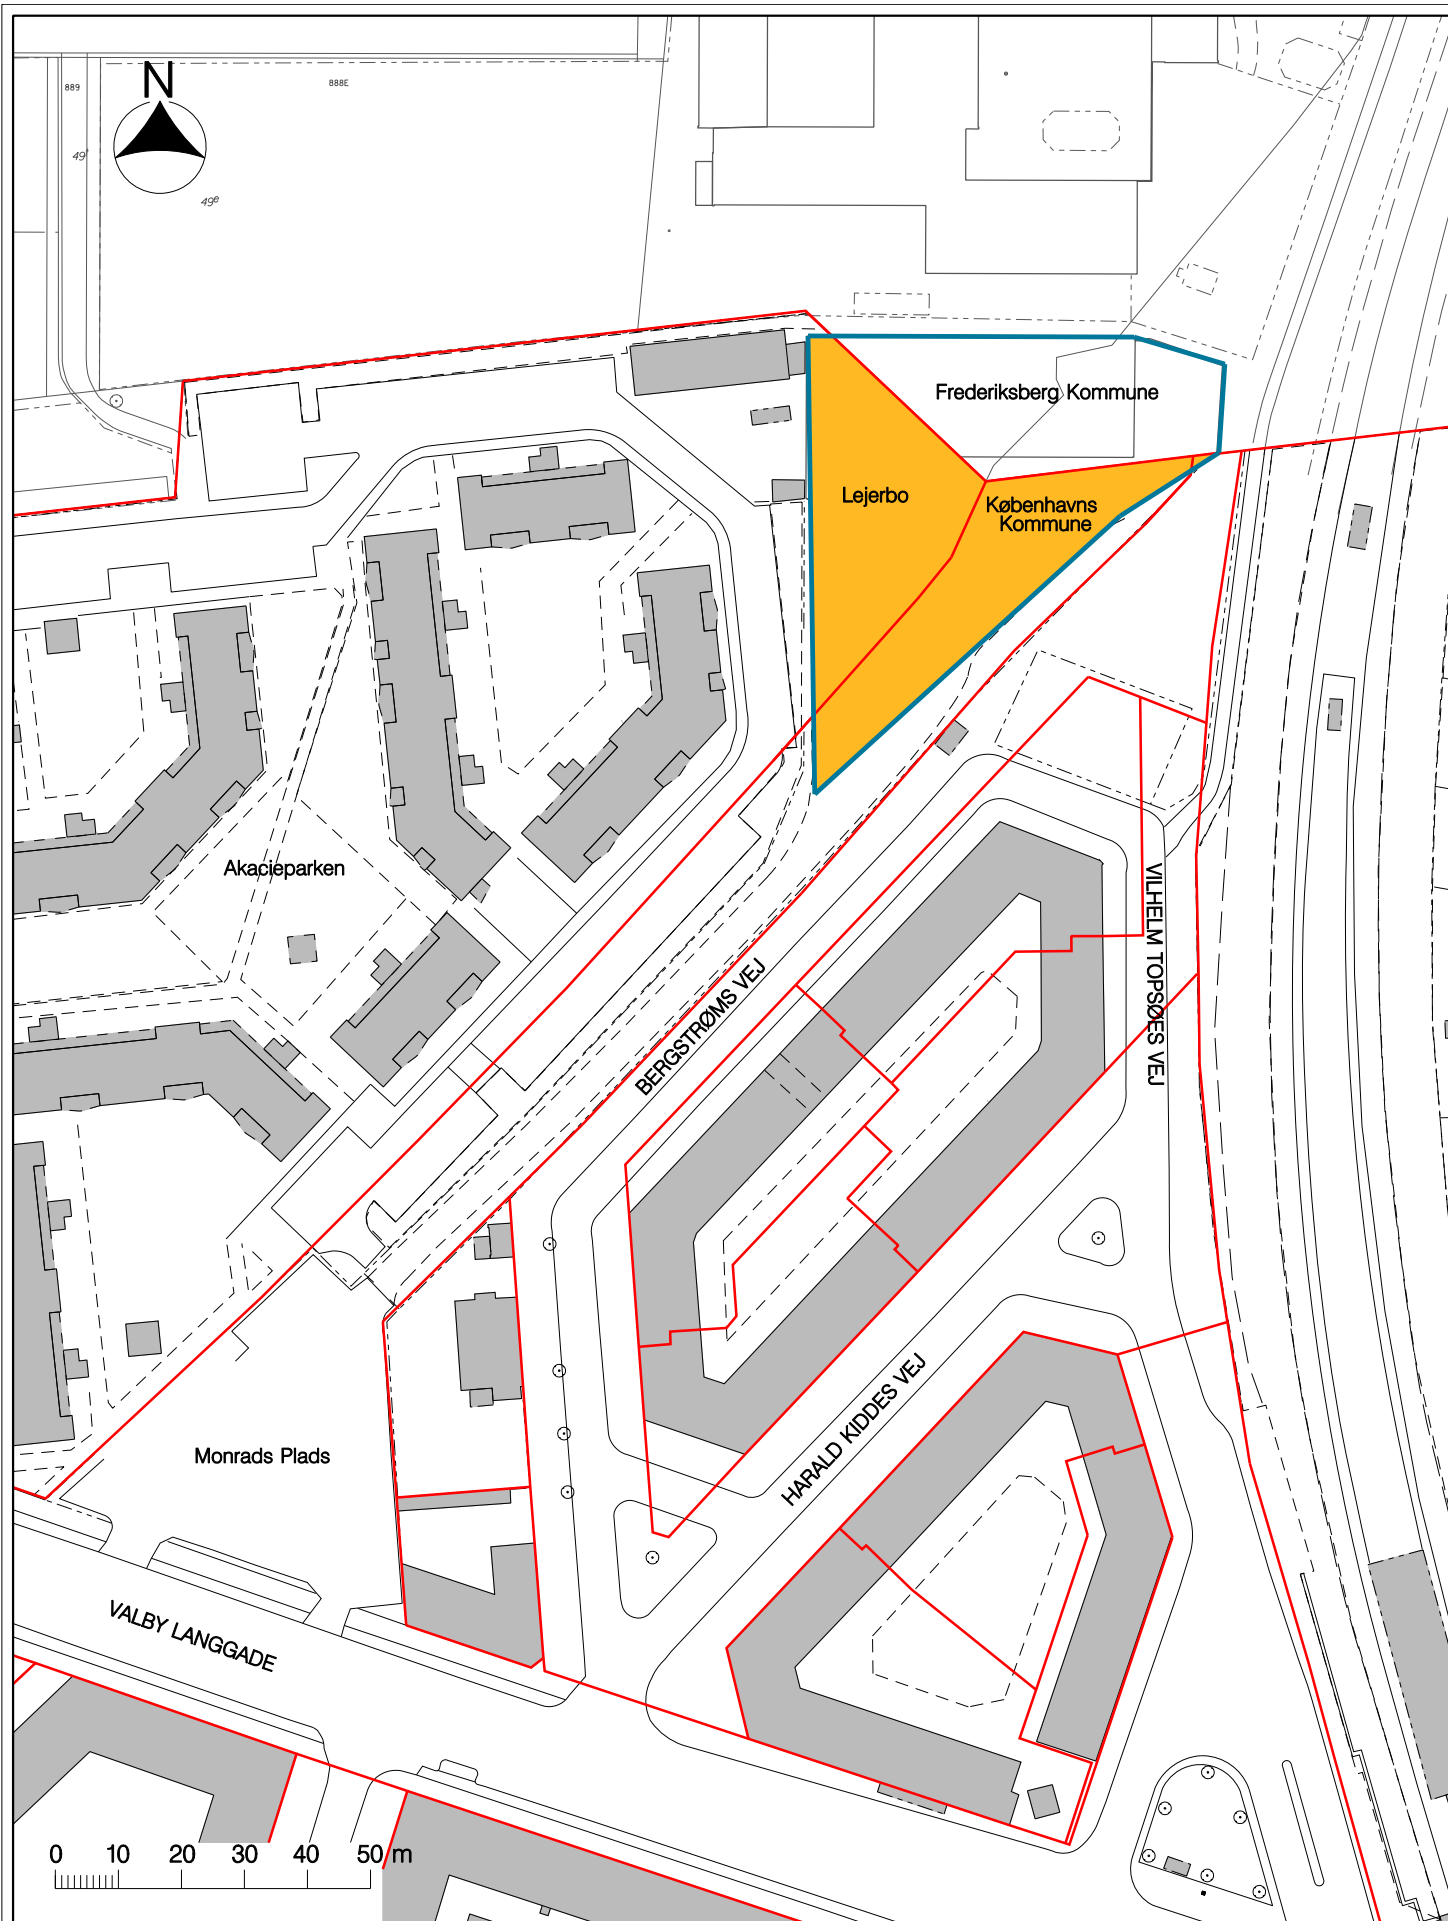 N
889
888E
49f
49e
Frederiksberg Kommune
Lejerbo
Københavns
Kommune
Akacieparken
VILHELM TOPSØES VEJ
BERGSTRØMS VEJ
HARALD KIDDES VEJ
Monrads Plads
VALBY LANGGADE
0 10 20 30 40 50 m